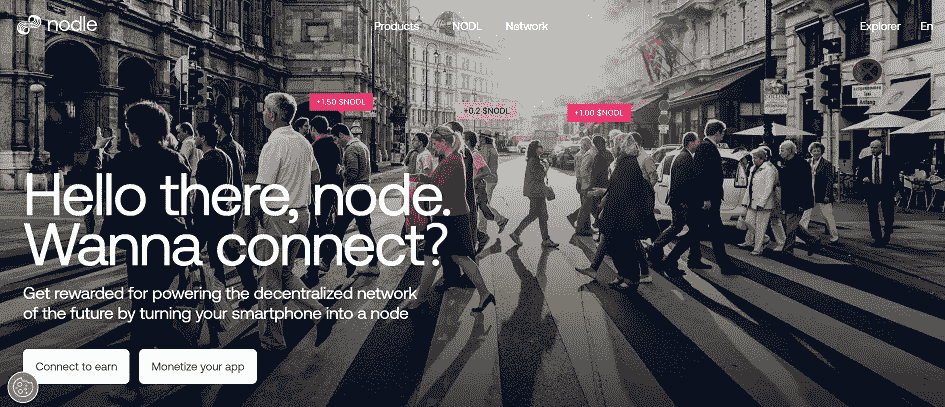 nodle
Products NODL Network Explorer En
+1.50 $NODL
+0.2 $NODL
+1.00 $NODL
Hello there, node.
Wanna connect?
Get rewarded for powering the decentralized network
of the future by turning your smartphone into a node
Connect to earn Monetize your app